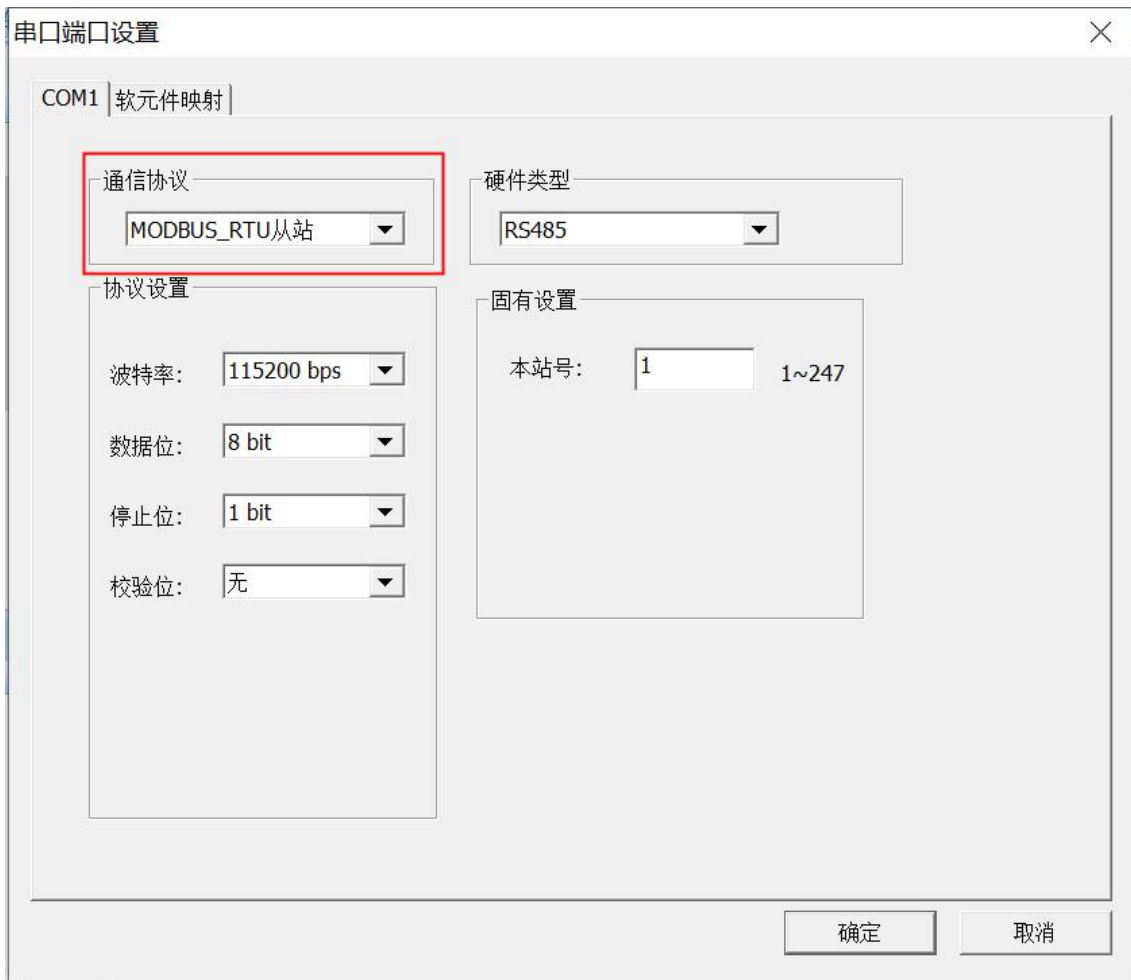 串口端口设置
COM1 软元件映射
通信协议
MODBUS_RTU从站
硬件类型
RS485
协议设置
波特率: 115200 bps
数据位: 8 bit
停止位: 1 bit
校验位: 无
固有设置
本站号: 1 1~247
确定 取消